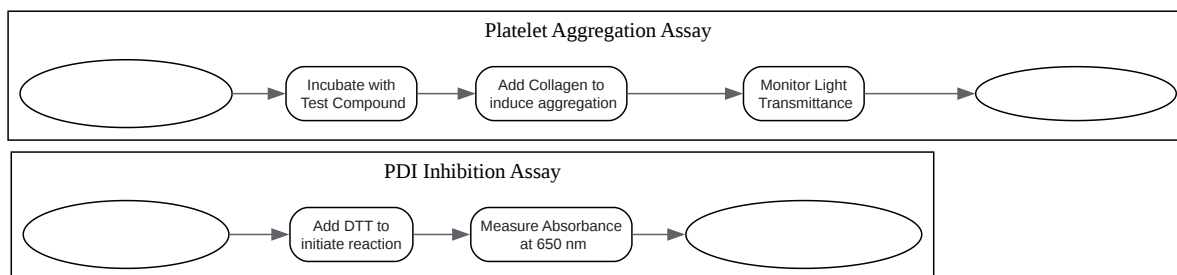 Platelet Aggregation Assay
Incubate with
Test Compound
Add Collagen to
induce aggregation
Monitor Light
Transmittance
PDI Inhibition Assay
Add DTT to
initiate reaction
Measure Absorbance
at 650 nm